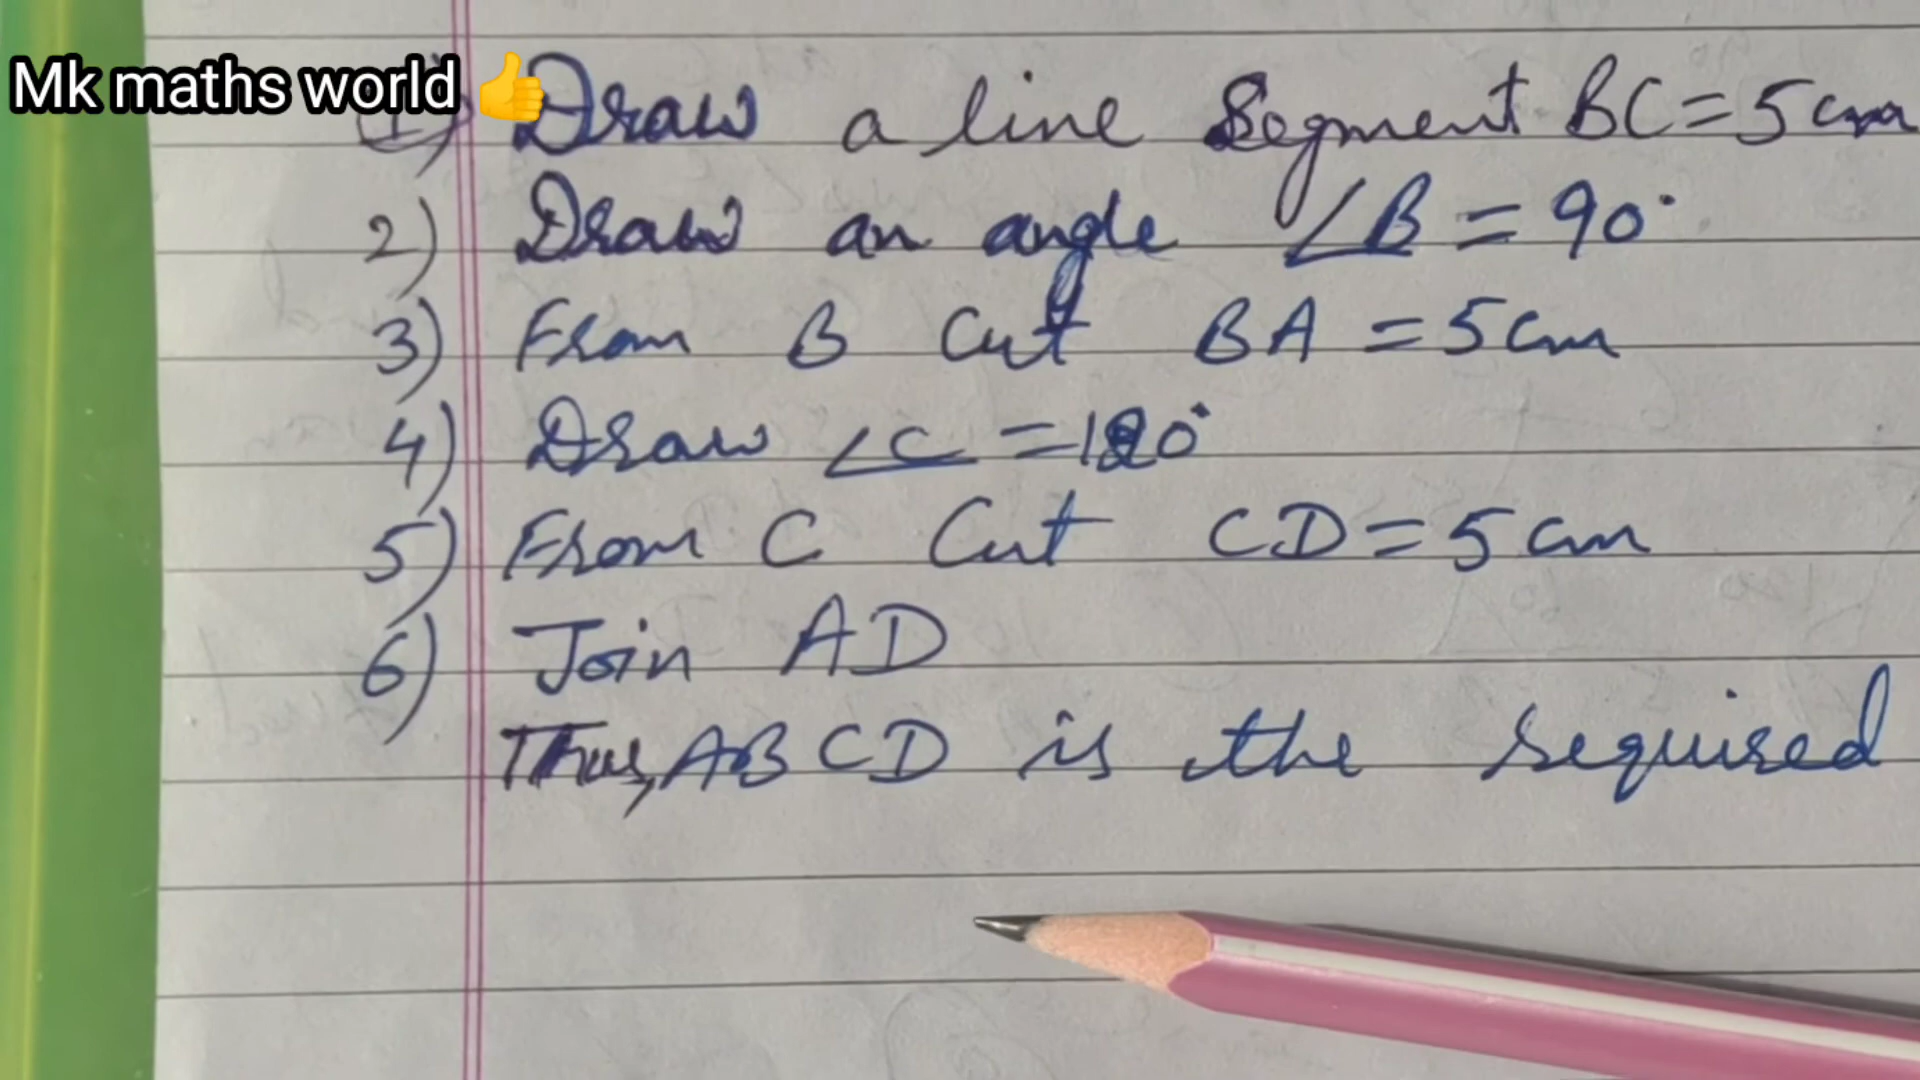 Mk maths world 👍
1) Draw a line Segment BC = 5 cm
2) Draw an angle ∠B = 90°
3) From B Cut BA = 5 cm
4) Draw ∠C = 120°
5) From C Cut CD = 5 cm
6) Join AD
Thus, ABCD is the required